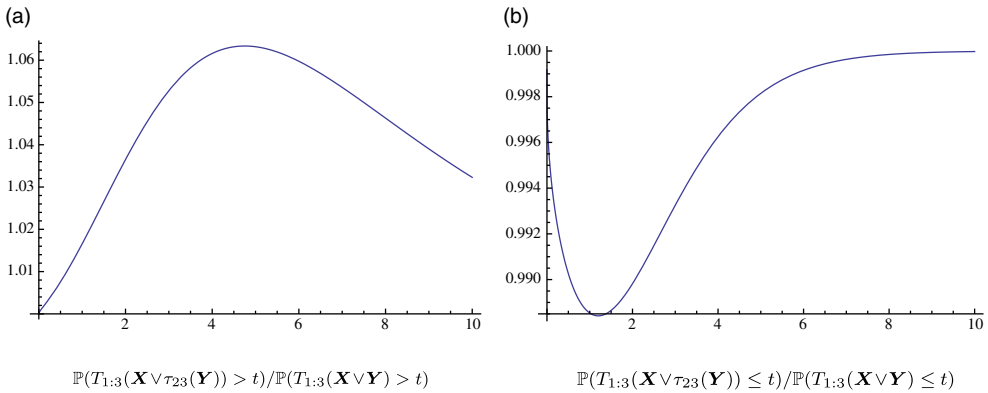 (a)
1.06
1.05
1.04
1.03
1.02
1.01
2 4 6 8 10
ℙ(T₁:₃(X∨τ₂₃(Y)) > t)/ℙ(T₁:₃(X∨Y) > t)
(b)
1.000
0.998
0.996
0.994
0.992
0.990
2 4 6 8 10
ℙ(T₁:₃(X∨τ₂₃(Y)) ≤ t)/ℙ(T₁:₃(X∨Y) ≤ t)